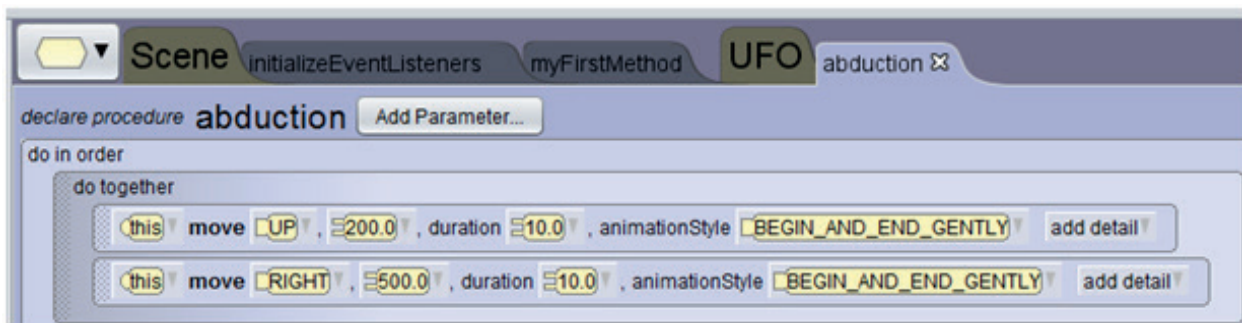 Scene initializeEventListeners myFirstMethod UFO abduction
declare procedure abduction Add Parameter...
do in order
do together
this move UP , 200.0 , duration 10.0 , animationStyle BEGIN_AND_END_GENTLY add detail
this move RIGHT , 500.0 , duration 10.0 , animationStyle BEGIN_AND_END_GENTLY add detail